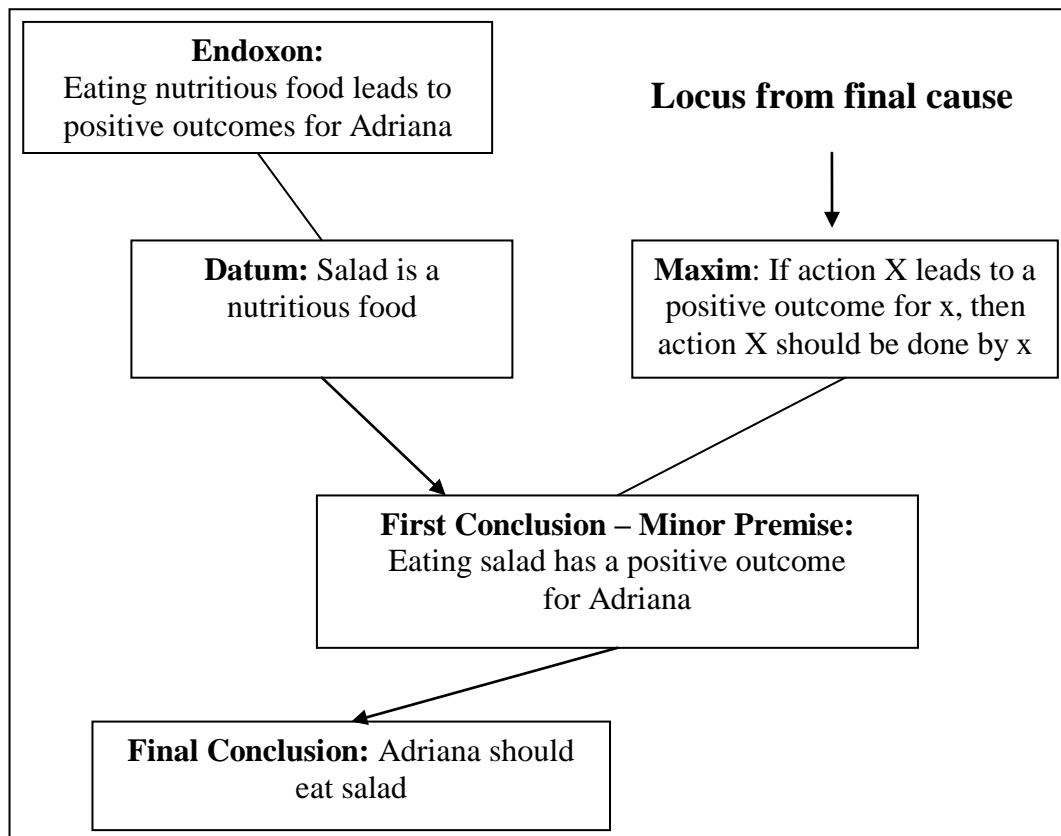 Endoxon:
Eating nutritious food leads to
positive outcomes for Adriana
Locus from final cause
Datum: Salad is a
nutritious food
Maxim: If action X leads to a
positive outcome for x, then
action X should be done by x
First Conclusion – Minor Premise:
Eating salad has a positive outcome
for Adriana
Final Conclusion: Adriana should
eat salad